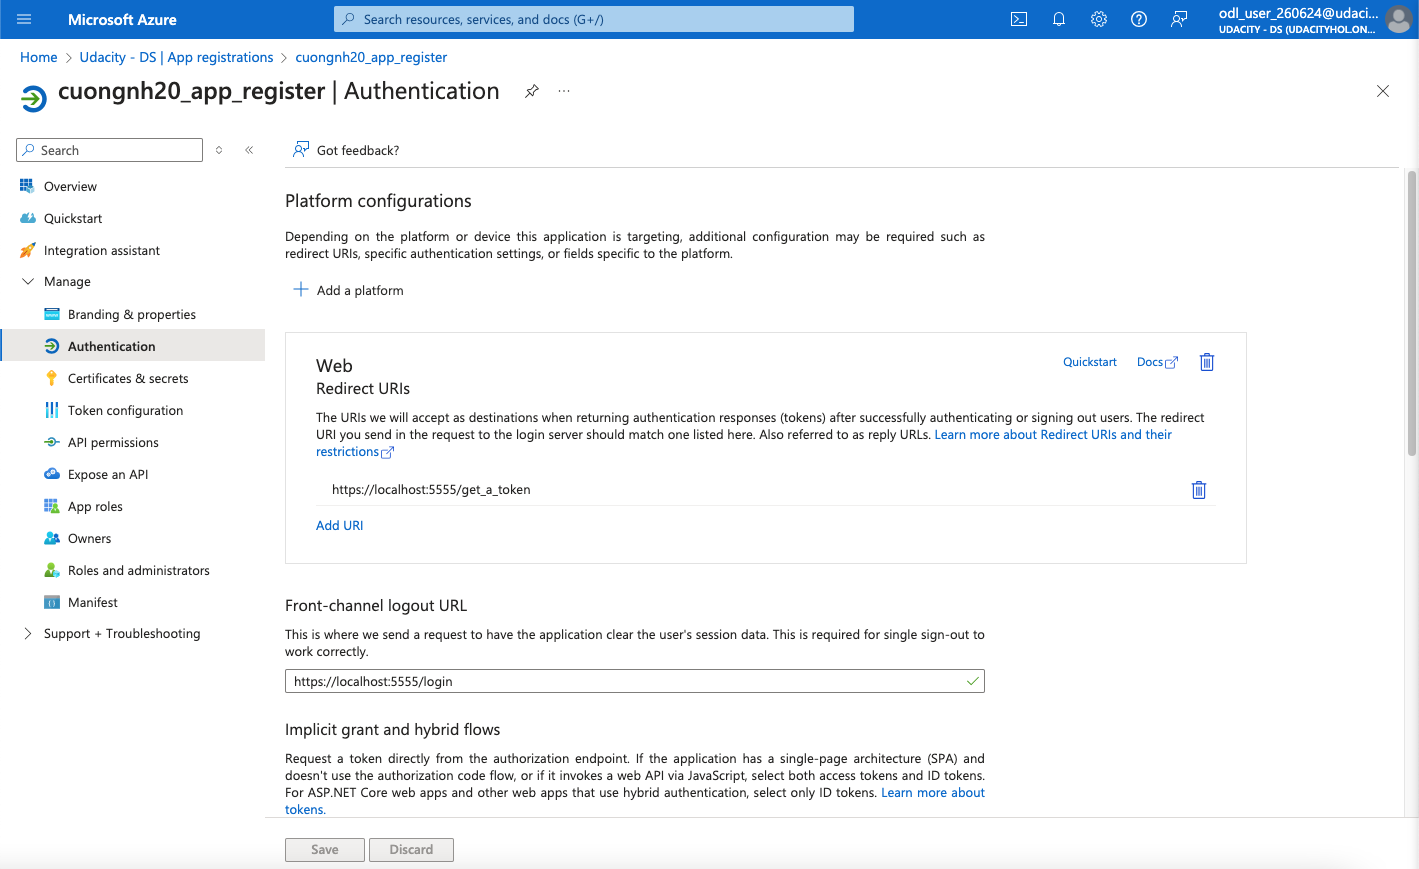 Microsoft Azure
Search resources, services, and docs (G+/)
odl_user_260624@udaci...
UDACITY - DS (UDACITYHOL.ON...
Home > Udacity - DS | App registrations > cuongnh20_app_register
cuongnh20_app_register | Authentication
Search
Got feedback?
Overview
Quickstart
Integration assistant
Manage
Branding & properties
Authentication
Certificates & secrets
Token configuration
API permissions
Expose an API
App roles
Owners
Roles and administrators
Manifest
Support + Troubleshooting
Platform configurations
Depending on the platform or device this application is targeting, additional configuration may be required such as
redirect URIs, specific authentication settings, or fields specific to the platform.
Add a platform
Web
Quickstart
Docs
Redirect URIs
The URIs we will accept as destinations when returning authentication responses (tokens) after successfully authenticating or signing out users. The redirect
URI you send in the request to the login server should match one listed here. Also referred to as reply URLs. Learn more about Redirect URIs and their
restrictions
https://localhost:5555/get_a_token
Add URI
Front-channel logout URL
This is where we send a request to have the application clear the user's session data. This is required for single sign-out to
work correctly.
https://localhost:5555/login
Implicit grant and hybrid flows
Request a token directly from the authorization endpoint. If the application has a single-page architecture (SPA) and
doesn't use the authorization code flow, or if it invokes a web API via JavaScript, select both access tokens and ID tokens.
For ASP.NET Core web apps and other web apps that use hybrid authentication, select only ID tokens. Learn more about
tokens.
Save
Discard